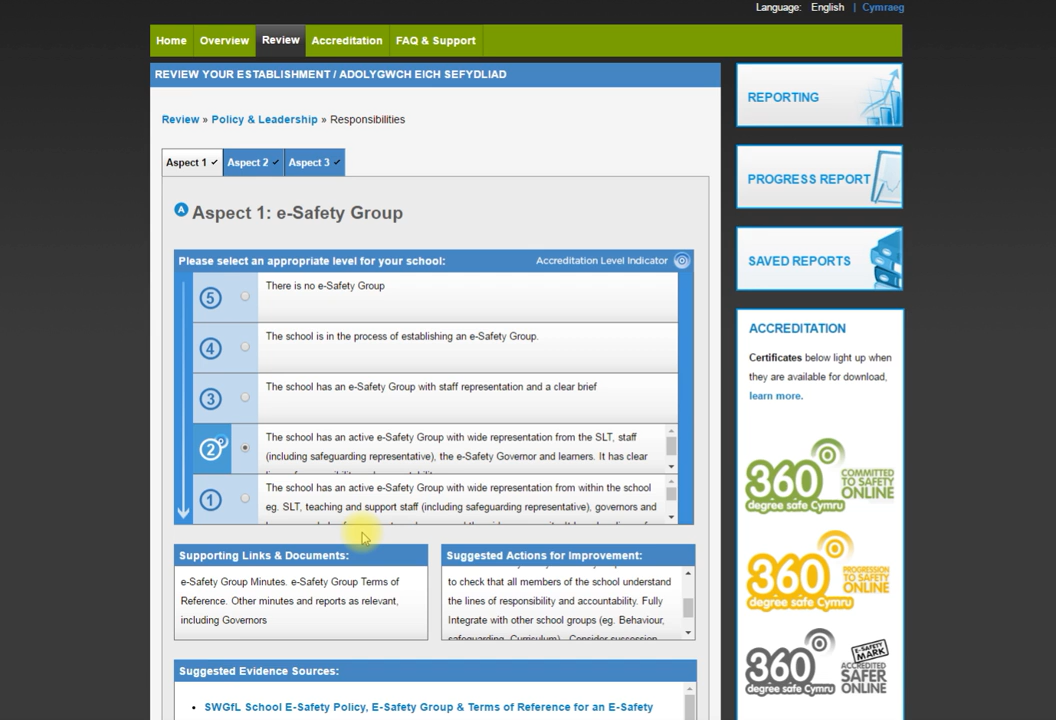 Language: English | Cymraeg
Home Overview Review Accreditation FAQ & Support
REVIEW YOUR ESTABLISHMENT / ADOLYGWCH EICH SEFYDLIAD
Review » Policy & Leadership » Responsibilities
Aspect 1 ✓ Aspect 2 ✓ Aspect 3 ✓
A Aspect 1: e-Safety Group
Please select an appropriate level for your school: Accreditation Level Indicator
5 There is no e-Safety Group
4 The school is in the process of establishing an e-Safety Group.
3 The school has an e-Safety Group with staff representation and a clear brief
2 The school has an active e-Safety Group with wide representation from the SLT, staff
(including safeguarding representative), the e-Safety Governor and learners. It has clear
1 The school has an active e-Safety Group with wide representation from within the school
eg. SLT, teaching and support staff (including safeguarding representative), governors and
Supporting Links & Documents:
e-Safety Group Minutes. e-Safety Group Terms of
Reference. Other minutes and reports as relevant,
including Governors
Suggested Actions for Improvement:
to check that all members of the school understand
the lines of responsibility and accountability. Fully
Integrate with other school groups (eg. Behaviour,
safeguarding, Curriculum). Consider succession
Suggested Evidence Sources:
• SWGfL School E-Safety Policy, E-Safety Group & Terms of Reference for an E-Safety
REPORTING
PROGRESS REPORT
SAVED REPORTS
ACCREDITATION
Certificates below light up when
they are available for download,
learn more.
360
degree safe Cymru
COMMITTED
TO SAFETY
ONLINE
360
degree safe Cymru
PROGRESSION
TO SAFETY
ONLINE
360
degree safe Cymru
E-SAFETY
MARK
ACCREDITED
SAFER
ONLINE